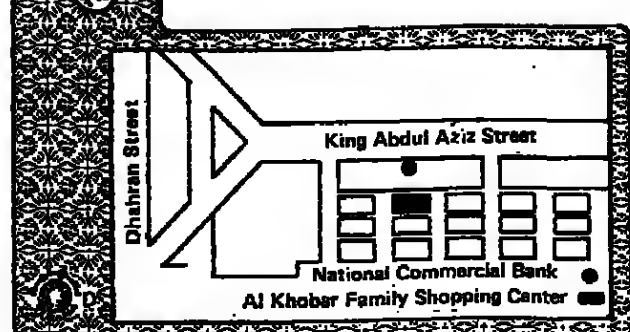 King Abdul Aziz Street
Dhahran Street
National Commercial Bank
Al Khobar Family Shopping Center